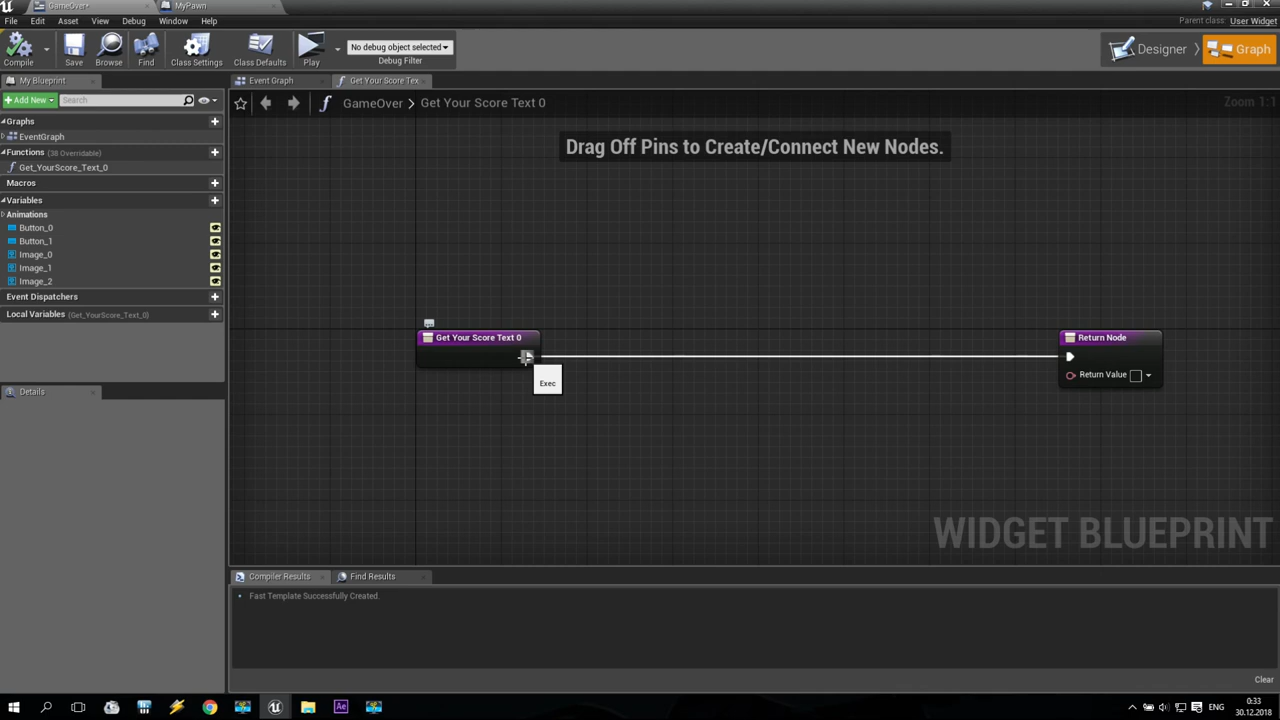 GameOver*
MyPawn
File Edit Asset View Debug Window Help
Parent class: User Widget
Compile
Save
Browse
Find
Class Settings
Class Defaults
Play
No debug object selected
Debug Filter
Designer
Graph
My Blueprint
Event Graph
Get Your Score Tex
Add New
Search
GameOver > Get Your Score Text 0
Zoom 1:1
Graphs
EventGraph
Functions (38 Overridable)
Get_YourScore_Text_0
Macros
Variables
Animations
Button_0
Button_1
Image_0
Image_1
Image_2
Event Dispatchers
Local Variables (Get_YourScore_Text_0)
Details
Drag Off Pins to Create/Connect New Nodes.
Get Your Score Text 0
Exec
Return Node
Return Value
WIDGET BLUEPRINT
Compiler Results
Find Results
Fast Template Successfully Created.
Clear
ENG
0:33
30.12.2018